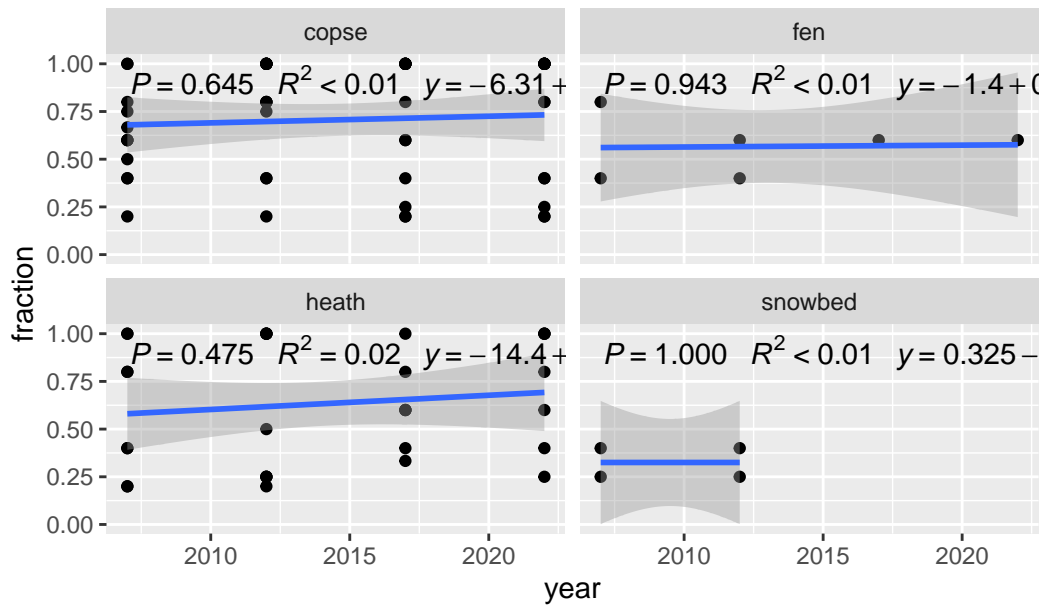 copse
fen
1.00
0.75
0.50
0.25
0.00
P = 0.645 R² < 0.01 y = −6.31 +
P = 0.943 R² < 0.01 y = −1.4 + 0
heath
snowbed
1.00
0.75
0.50
0.25
0.00
P = 0.475 R² = 0.02 y = −14.4 +
P = 1.000 R² < 0.01 y = 0.325 −
2010 2015 2020
2010 2015 2020
year
fraction